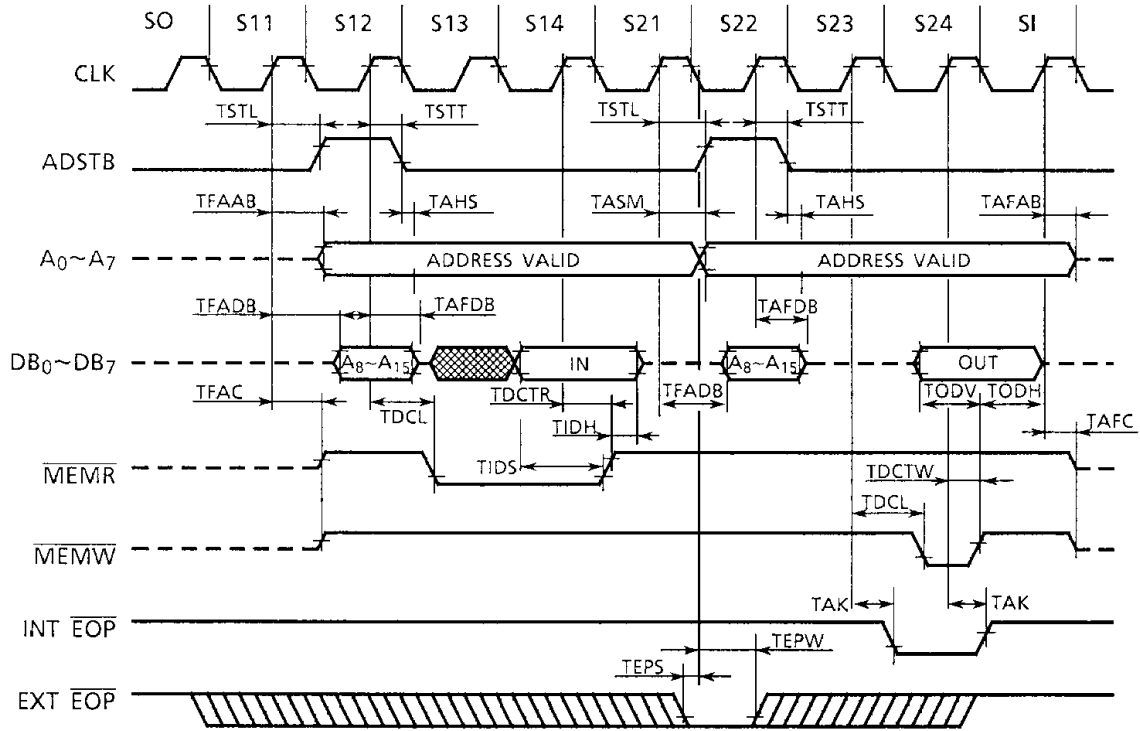 SO S11 S12 S13 S14 S21 S22 S23 S24 SI
CLK
TSTL TSTT TSTL TSTT
ADSTB
TFAAB TAHS TASM TAHS TAFAB
A0~A7 ADDRESS VALID ADDRESS VALID
TFADB TAFDB TAFDB
DB0~DB7 A8~A15 IN A8~A15 OUT
TFAC TDCL TDCTR TFADB TODV TODH
TIDH TAFC
MEMR TIDS TDCTW
TDCL
MEMW
TAK TAK
INT EOP
TEPS TEPW
EXT EOP